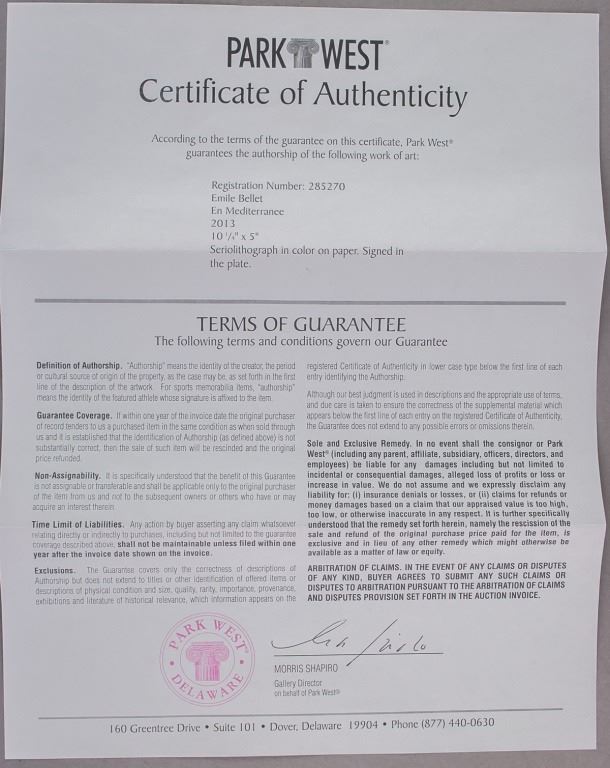 PARK WEST®
Certificate of Authenticity
According to the terms of the guarantee on this certificate, Park West®
guarantees the authorship of the following work of art:
Registration Number: 285270
Emile Bellet
En Mediterranee
2013
10 ¼" x 5"
Seriolithograph in color on paper. Signed in
the plate.
TERMS OF GUARANTEE
The following terms and conditions govern our Guarantee
Definition of Authorship. "Authorship" means the identity of the creator, the period
or cultural source of origin of the property, as the case may be, as set forth in the first
line of the description of the artwork. For sports memorabilia items, "authorship"
means the identity of the featured athlete whose signature is affixed to the item.
Guarantee Coverage. If within one year of the invoice date the original purchaser
of record tenders to us a purchased item in the same condition as when sold through
us and it is established that the identification of Authorship (as defined above) is not
substantially correct, then the sale of such item will be rescinded and the original
price refunded.
Non-Assignability. It is specifically understood that the benefit of this Guarantee
is not assignable or transferable and shall be applicable only to the original purchaser
of the item from us and not to the subsequent owners or others who have or may
acquire an interest therein.
Time Limit of Liabilities. Any action by buyer asserting any claim whatsoever
relating directly or indirectly to purchases, including but not limited to the guarantee
coverage described above, shall not be maintainable unless filed within one
year after the invoice date shown on the invoice.
Exclusions. The Guarantee covers only the correctness of descriptions of
Authorship but does not extend to titles or other identification of offered items or
descriptions of physical condition and size, quality, rarity, importance, provenance,
exhibitions and literature of historical relevance, which information appears on the
registered Certificate of Authenticity in lower case type below the first line of each
entry identifying the Authorship.
Although our best judgment is used in descriptions and the appropriate use of terms,
and due care is taken to ensure the correctness of the supplemental material which
appears below the first line of each entry on the registered Certificate of Authenticity,
the Guarantee does not extend to any possible errors or omissions therein.
Sole and Exclusive Remedy. In no event shall the consignor or Park
West® (including any parent, affiliate, subsidiary, officers, directors, and
employees) be liable for any damages including but not limited to
incidental or consequential damages, alleged loss of profits or loss or
increase in value. We do not assume and we expressly disclaim any
liability for: (i) insurance denials or losses, or (ii) claims for refunds or
money damages based on a claim that our appraised value is too high,
too low, or otherwise inaccurate in any respect. It is further specifically
understood that the remedy set forth herein, namely the rescission of the
sale and refund of the original purchase price paid for the item, is
exclusive and in lieu of any other remedy which might otherwise be
available as a matter of law or equity.
ARBITRATION OF CLAIMS. IN THE EVENT OF ANY CLAIMS OR DISPUTES
OF ANY KIND, BUYER AGREES TO SUBMIT ANY SUCH CLAIMS OR
DISPUTES TO ARBITRATION PURSUANT TO THE ARBITRATION OF CLAIMS
AND DISPUTES PROVISION SET FORTH IN THE AUCTION INVOICE.
PARK WEST®
DELAWARE
MORRIS SHAPIRO
Gallery Director
on behalf of Park West®
160 Greentree Drive • Suite 101 • Dover, Delaware 19904 • Phone (877) 440-0630